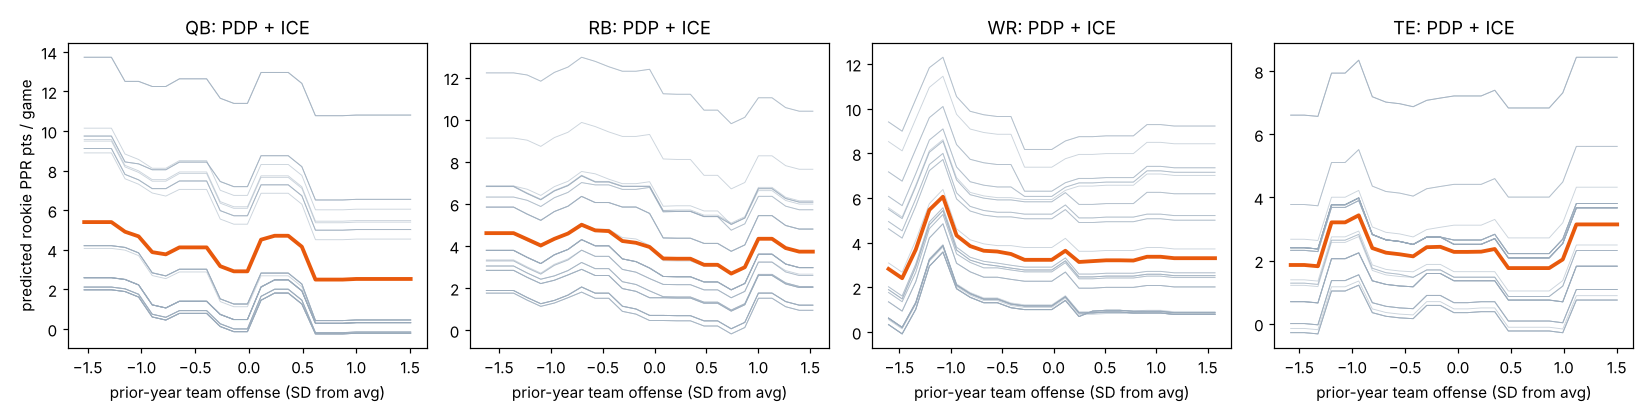 QB: PDP + ICE
RB: PDP + ICE
WR: PDP + ICE
TE: PDP + ICE
predicted rookie PPR pts / game
14
12
10
8
6
4
2
0
12
10
8
6
4
2
0
12
10
8
6
4
2
0
8
6
4
2
0
−1.5 −1.0 −0.5 0.0 0.5 1.0 1.5
−1.5 −1.0 −0.5 0.0 0.5 1.0 1.5
−1.5 −1.0 −0.5 0.0 0.5 1.0 1.5
−1.5 −1.0 −0.5 0.0 0.5 1.0 1.5
prior-year team offense (SD from avg)
prior-year team offense (SD from avg)
prior-year team offense (SD from avg)
prior-year team offense (SD from avg)